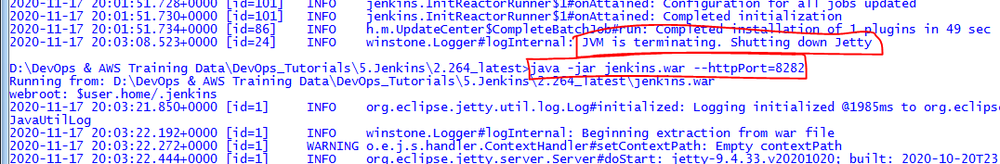 2020-11-17 20:01:51.728+0000 [id=101] INFO jenkins.InitReactorRunner$1#onAttained: Configuration for all jobs updated
2020-11-17 20:01:51.730+0000 [id=101] INFO jenkins.InitReactorRunner$1#onAttained: Completed initialization
2020-11-17 20:01:51.734+0000 [id=86] INFO h.m.UpdateCenter$CompleteBatchJob#run: Completed installation of 1 plugins in 49 sec
2020-11-17 20:03:08.523+0000 [id=24] INFO winstone.Logger#logInternal: JVM is terminating. Shutting down Jetty
D:\DevOps & AWS Training Data\DevOps_Tutorials\5.Jenkins\2.264_latest>java -jar jenkins.war --httpPort=8282
Running from: D:\DevOps & AWS Training Data\DevOps_Tutorials\5.Jenkins\2.264_latest\jenkins.war
webroot: $user.home/.jenkins
2020-11-17 20:03:21.850+0000 [id=1] INFO org.eclipse.jetty.util.log.Log#initialized: Logging initialized @1985ms to org.eclips
JavaUtilLog
2020-11-17 20:03:22.192+0000 [id=1] INFO winstone.Logger#logInternal: Beginning extraction from war file
2020-11-17 20:03:22.272+0000 [id=1] WARNING o.e.j.s.handler.ContextHandler#setContextPath: Empty contextPath
2020-11-17 20:03:22.444+0000 [id=1] INFO org.eclipse.jetty.server.Server#doStart: jetty-9.4.33.v20201020; built: 2020-10-20T23